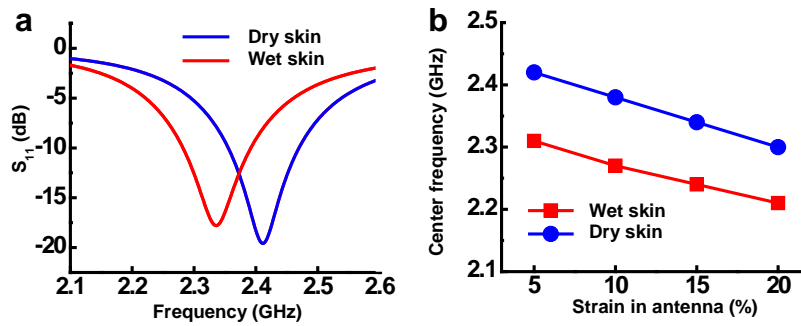 a
Dry skin
Wet skin
0
-5
-10
-15
-20
S11 (dB)
2.1 2.2 2.3 2.4 2.5 2.6
Frequency (GHz)
b
2.5
2.4
2.3
2.2
2.1
Center frequency (GHz)
Wet skin
Dry skin
5 10 15 20
Strain in antenna (%)